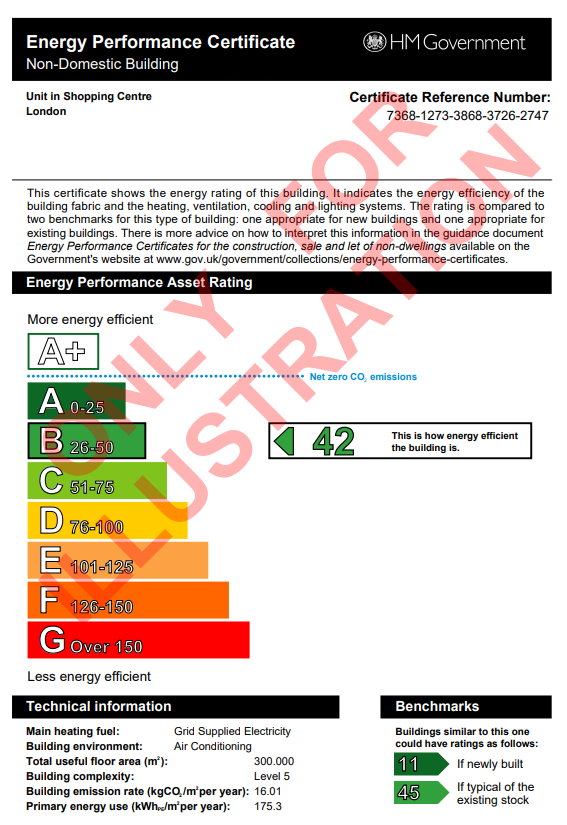 Energy Performance Certificate
HM Government
Non-Domestic Building
Unit in Shopping Centre
London
Certificate Reference Number:
7368-1273-3868-3726-2747
This certificate shows the energy rating of this building. It indicates the energy efficiency of the
building fabric and the heating, ventilation, cooling and lighting systems. The rating is compared to
two benchmarks for this type of building: one appropriate for new buildings and one appropriate for
existing buildings. There is more advice on how to interpret this information in the guidance document
Energy Performance Certificates for the construction, sale and let of non-dwellings available on the
Government's website at www.gov.uk/government/collections/energy-performance-certificates.
Energy Performance Asset Rating
More energy efficient
A+
Net zero CO₂ emissions
A 0-25
B 26-50
42
This is how energy efficient
the building is.
C 51-75
D 76-100
E 101-125
F 126-150
G Over 150
Less energy efficient
Technical information
Main heating fuel: Grid Supplied Electricity
Building environment: Air Conditioning
Total useful floor area (m²): 300.000
Building complexity: Level 5
Building emission rate (kgCO₂/m²per year): 16.01
Primary energy use (kWhPE/m²per year): 175.3
Benchmarks
Buildings similar to this one
could have ratings as follows:
11 If newly built
45 If typical of the
existing stock
ONLY FOR
ILLUSTRATION